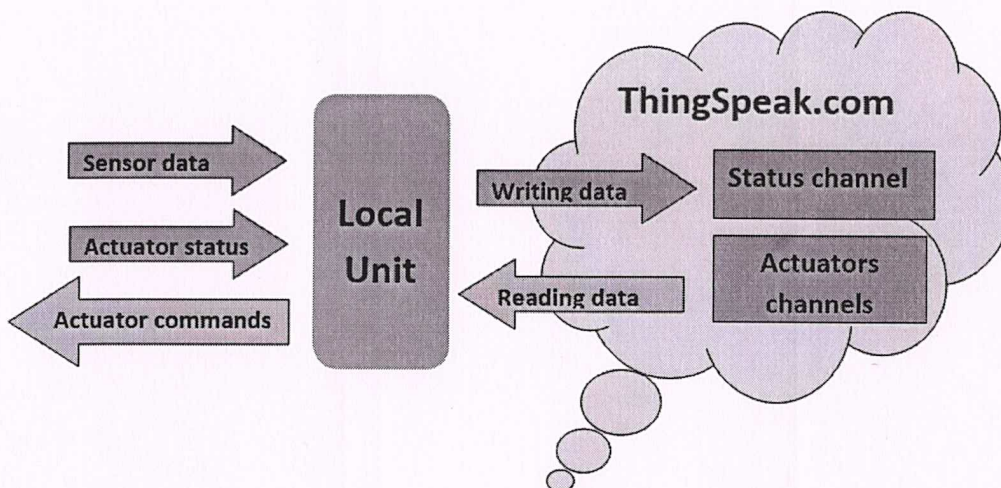 ThingSpeak.com
Sensor data
Actuator status
Actuator commands
Local
Unit
Writing data
Reading data
Status channel
Actuators
channels